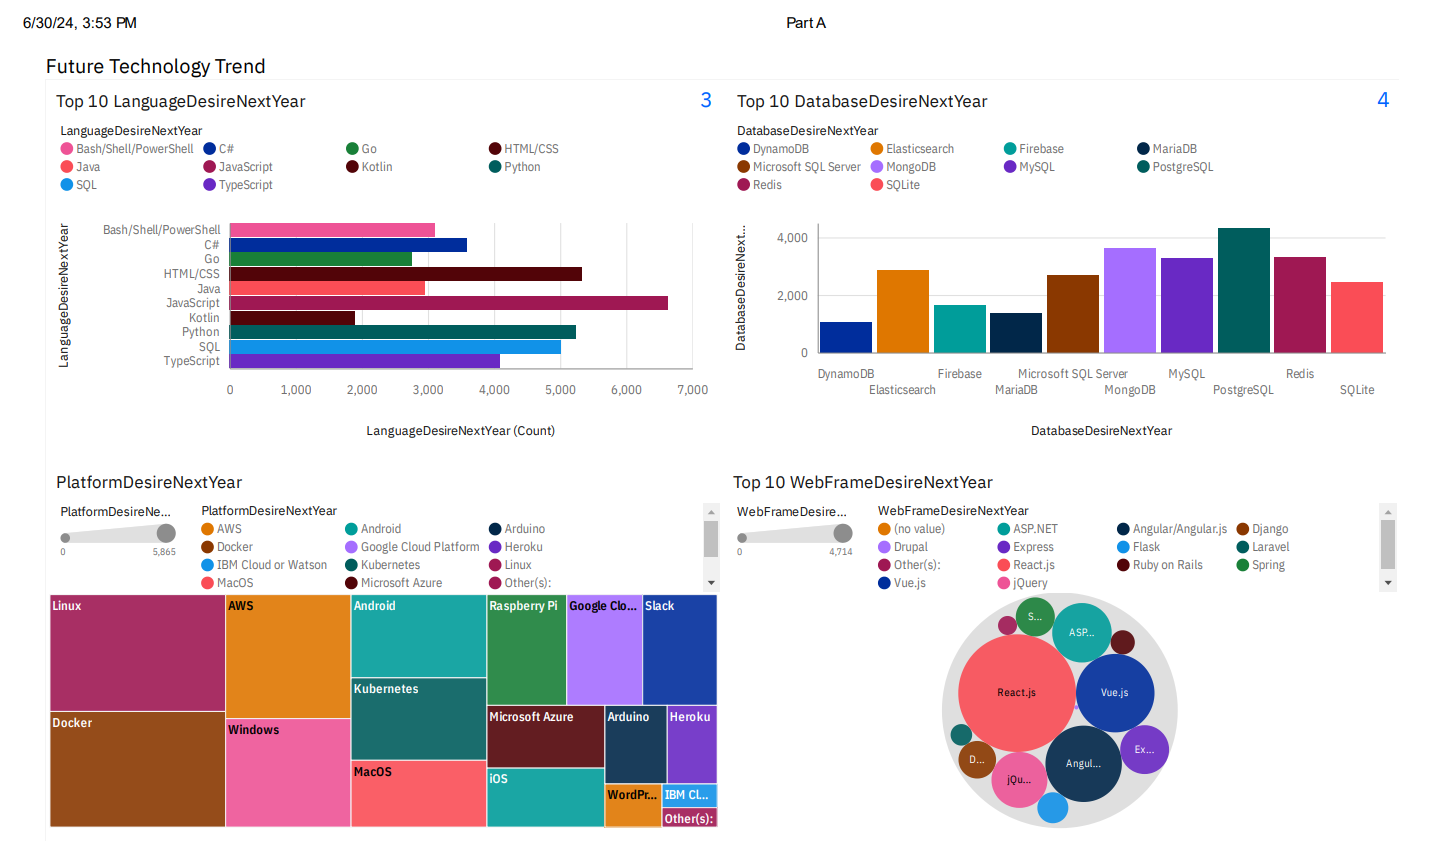 6/30/24, 3:53 PM Part A
Future Technology Trend
Top 10 LanguageDesireNextYear 3
LanguageDesireNextYear
Bash/Shell/PowerShell C# Go HTML/CSS
Java JavaScript Kotlin Python
SQL TypeScript
LanguageDesireNextYear
Bash/Shell/PowerShell
C#
Go
HTML/CSS
Java
JavaScript
Kotlin
Python
SQL
TypeScript
0 1,000 2,000 3,000 4,000 5,000 6,000 7,000
LanguageDesireNextYear (Count)
Top 10 DatabaseDesireNextYear 4
DatabaseDesireNextYear
DynamoDB Elasticsearch Firebase MariaDB
Microsoft SQL Server MongoDB MySQL PostgreSQL
Redis SQLite
DatabaseDesireNext...
4,000
2,000
0
DynamoDB Firebase Microsoft SQL Server MySQL Redis
Elasticsearch MariaDB MongoDB PostgreSQL SQLite
DatabaseDesireNextYear
PlatformDesireNextYear
PlatformDesireNe...
0 5,865
PlatformDesireNextYear
AWS Android Arduino
Docker Google Cloud Platform Heroku
IBM Cloud or Watson Kubernetes Linux
MacOS Microsoft Azure Other(s):
Linux
AWS
Android
Raspberry Pi
Google Clo...
Slack
Kubernetes
Docker
Windows
Microsoft Azure
Arduino
Heroku
MacOS
iOS
WordPr...
IBM Cl...
Other(s):
Top 10 WebFrameDesireNextYear
WebFrameDesire...
0 4,714
WebFrameDesireNextYear
(no value) ASP.NET Angular/Angular.js Django
Drupal Express Flask Laravel
Other(s): React.js Ruby on Rails Spring
Vue.js jQuery
S...
ASP...
React.js
Vue.js
Ex...
D...
Angul...
jQu...